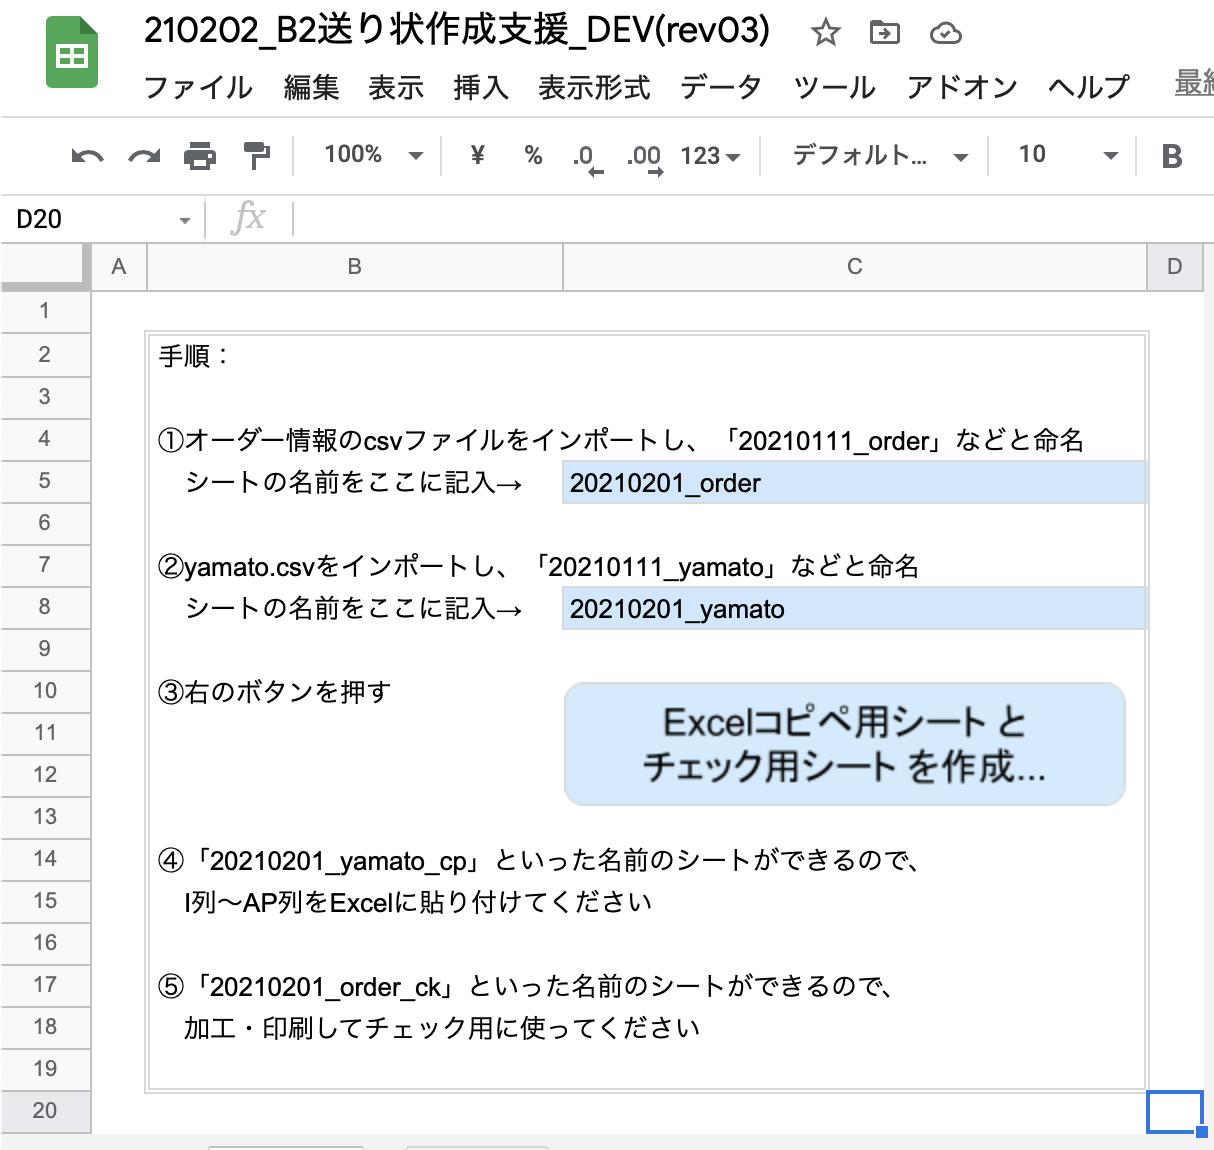 210202_B2送り状作成支援_DEV(rev03)
ファイル 編集 表示 挿入 表示形式 データ ツール アドオン ヘルプ
100% ¥ % .0 .00 123 デフォルト... 10 B
D20 fx
A B C D
1
2 手順：
3
4 ①オーダー情報のcsvファイルをインポートし、「20210111_order」などと命名
5 シートの名前をここに記入→ 20210201_order
6
7 ②yamato.csvをインポートし、「20210111_yamato」などと命名
8 シートの名前をここに記入→ 20210201_yamato
9
10 ③右のボタンを押す
11 Excelコピペ用シート と
12 チェック用シート を作成...
13
14 ④「20210201_yamato_cp」といった名前のシートができるので、
15 I列〜AP列をExcelに貼り付けてください
16
17 ⑤「20210201_order_ck」といった名前のシートができるので、
18 加工・印刷してチェック用に使ってください
19
20